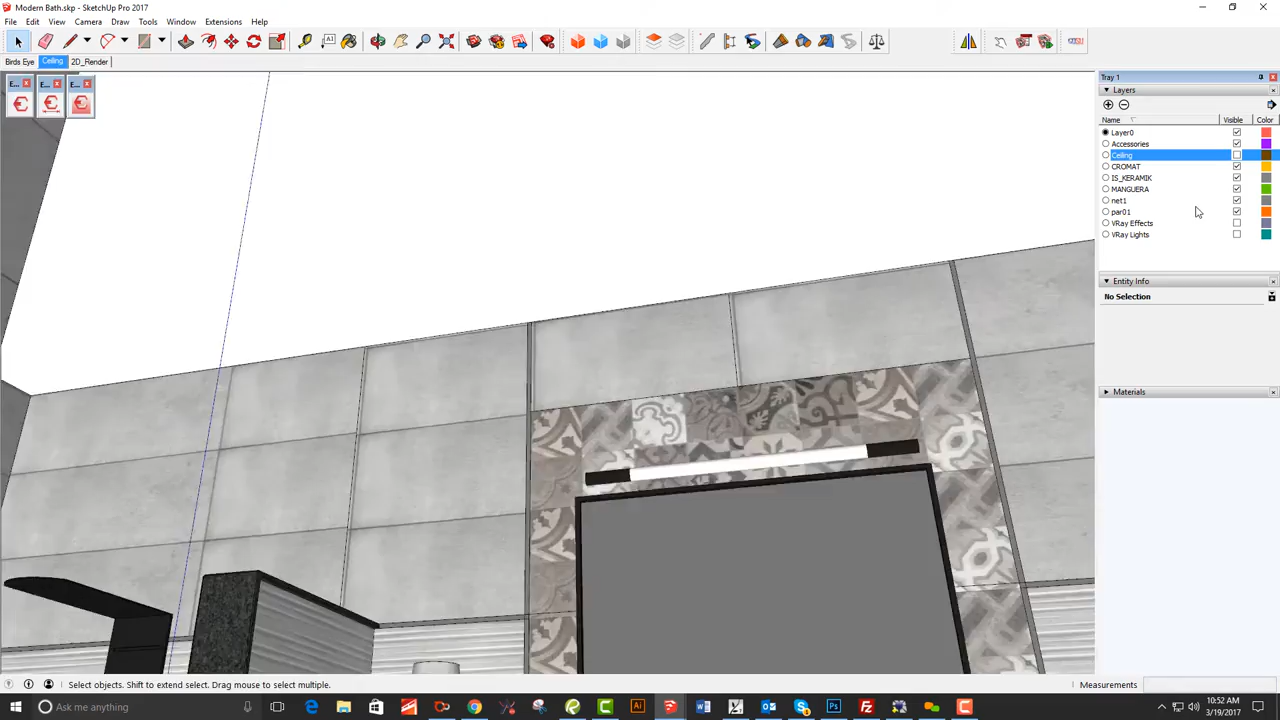 Modern Bath.skp - SketchUp Pro 2017
File Edit View Camera Draw Tools Window Extensions Help
Birds Eye Ceiling 2D_Render
E... E... E...
Tray 1
Layers
Name Visible Color
Layer0
Accessories
Ceiling
CROMAT
IS_KERAMIK
MANGUERA
net1
par01
VRay Effects
VRay Lights
Entity Info
No Selection
Materials
Select objects. Shift to extend select. Drag mouse to select multiple.
Measurements
Ask me anything
10:52 AM
3/19/2017